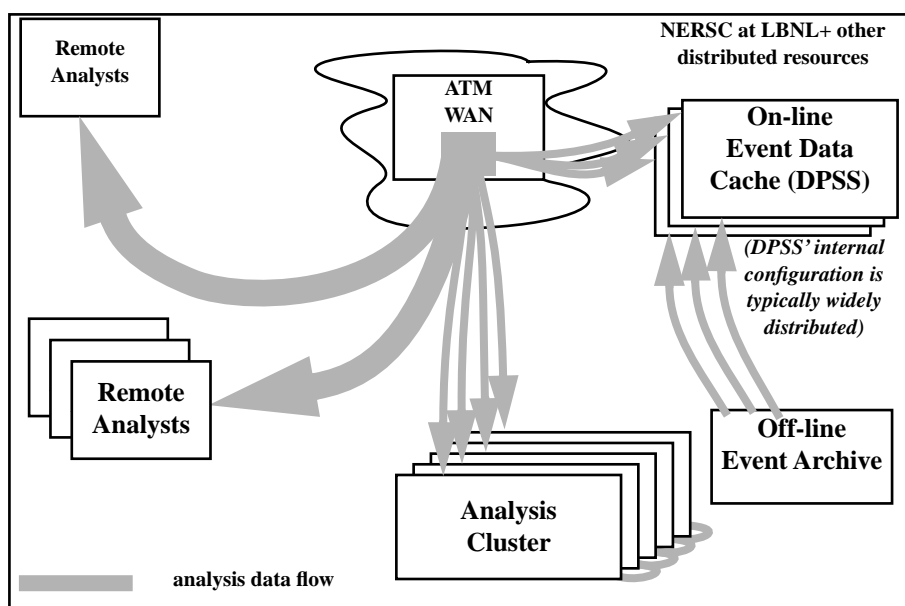 Remote
Analysts
ATM
WAN
NERSC at LBNL+ other
distributed resources
On-line
Event Data
Cache (DPSS)
(DPSS’ internal
configuration is
typically widely
distributed)
Remote
Analysts
Off-line
Event Archive
Analysis
Cluster
analysis data flow